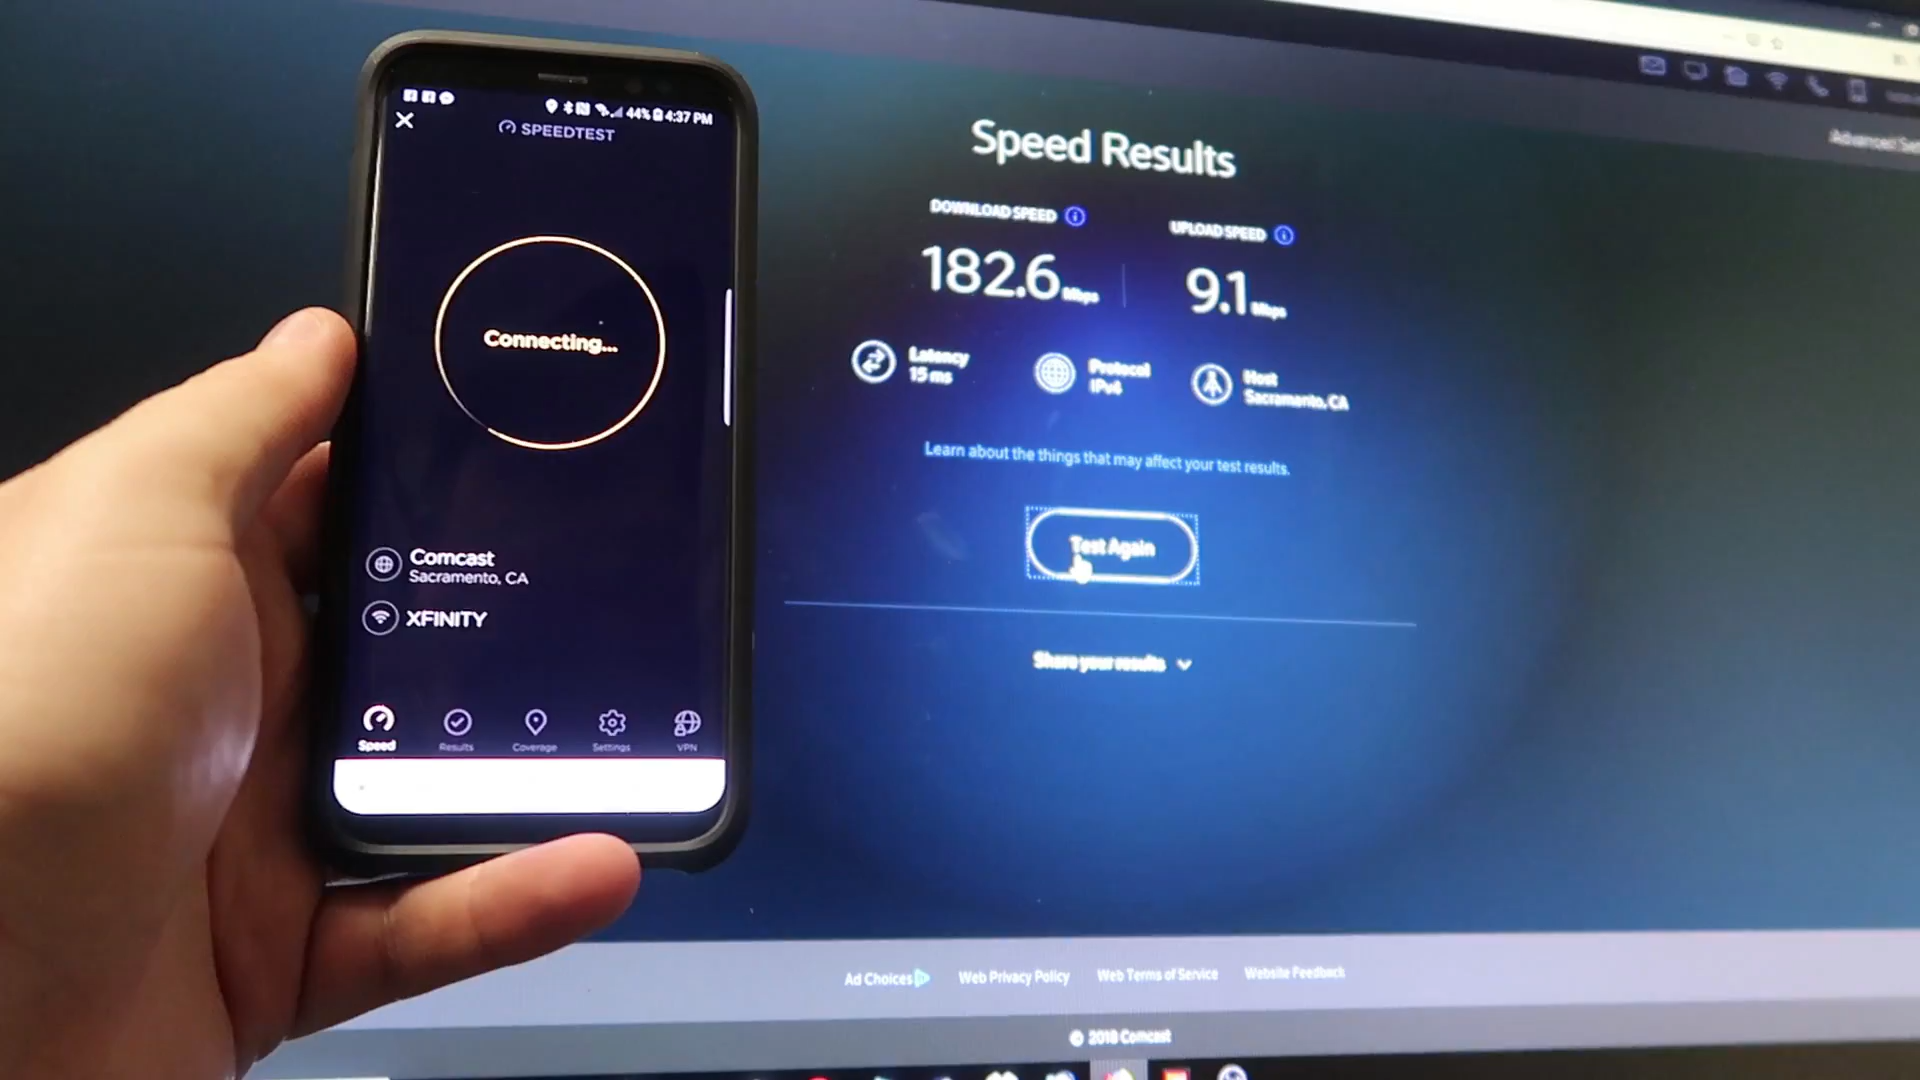 44% 4:37 PM
SPEEDTEST
Connecting...
Comcast
Sacramento, CA
XFINITY
Speed
Results
Coverage
Settings
VPN
Advanced
Speed Results
DOWNLOAD SPEED
UPLOAD SPEED
182.6 Mbps
9.1 Mbps
Latency
15 ms
Protocol
IPv4
Host
Sacramento, CA
Learn about the things that may affect your test results.
Test Again
Share your results
Ad Choices
Web Privacy Policy
Web Terms of Service
Website Feedback
© 2018 Comcast